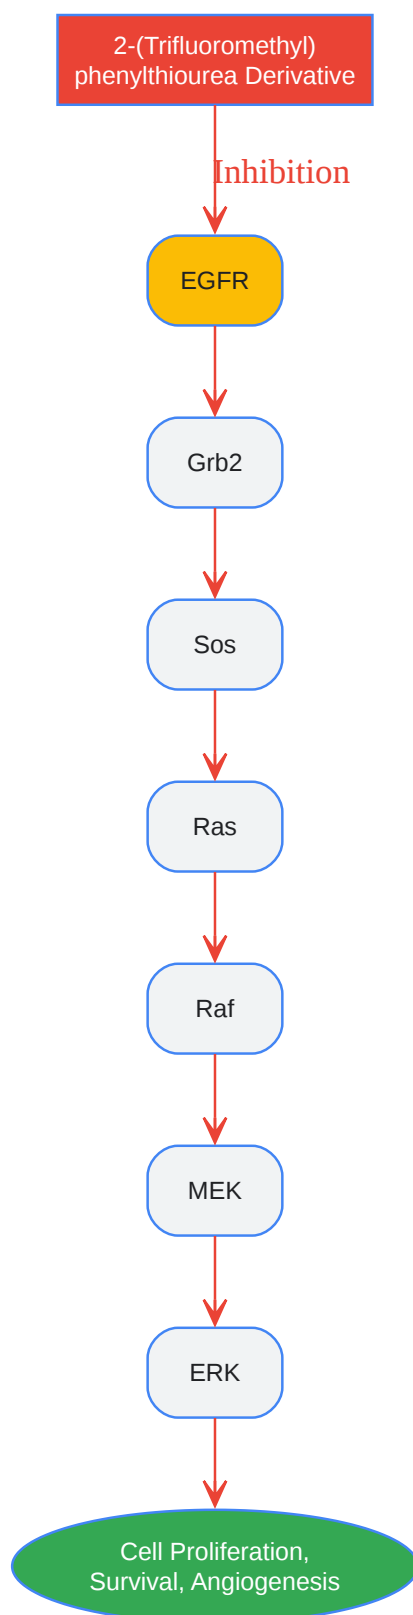 2-(Trifluoromethyl)
phenylthiourea Derivative
Inhibition
EGFR
Grb2
Sos
Ras
Raf
MEK
ERK
Cell Proliferation,
Survival, Angiogenesis